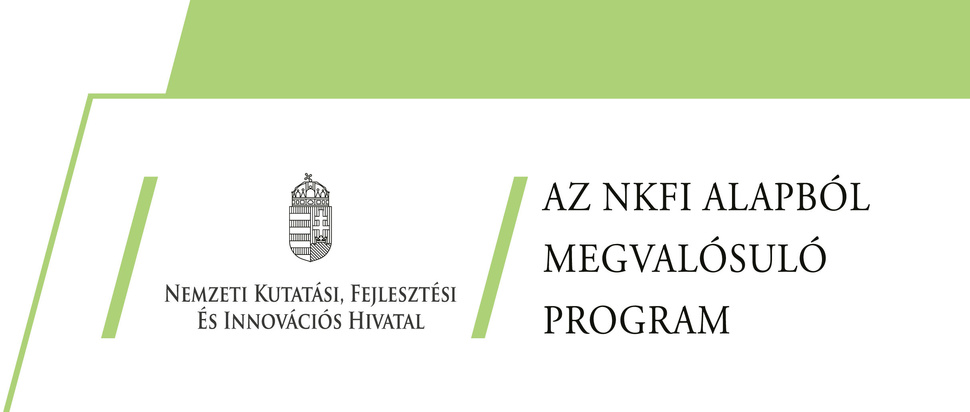 NEMZETI KUTATÁSI, FEJLESZTÉSI
ÉS INNOVÁCIÓS HIVATAL
AZ NKFI ALAPBÓL
MEGVALÓSULÓ
PROGRAM